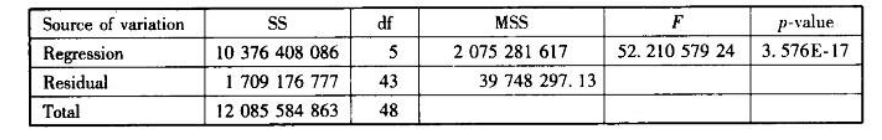 Source of variation SS df MSS F p-value
Regression 10 376 408 086 5 2 075 281 617 52. 210 579 24 3. 576E-17
Residual 1 709 176 777 43 39 748 297. 13
Total 12 085 584 863 48